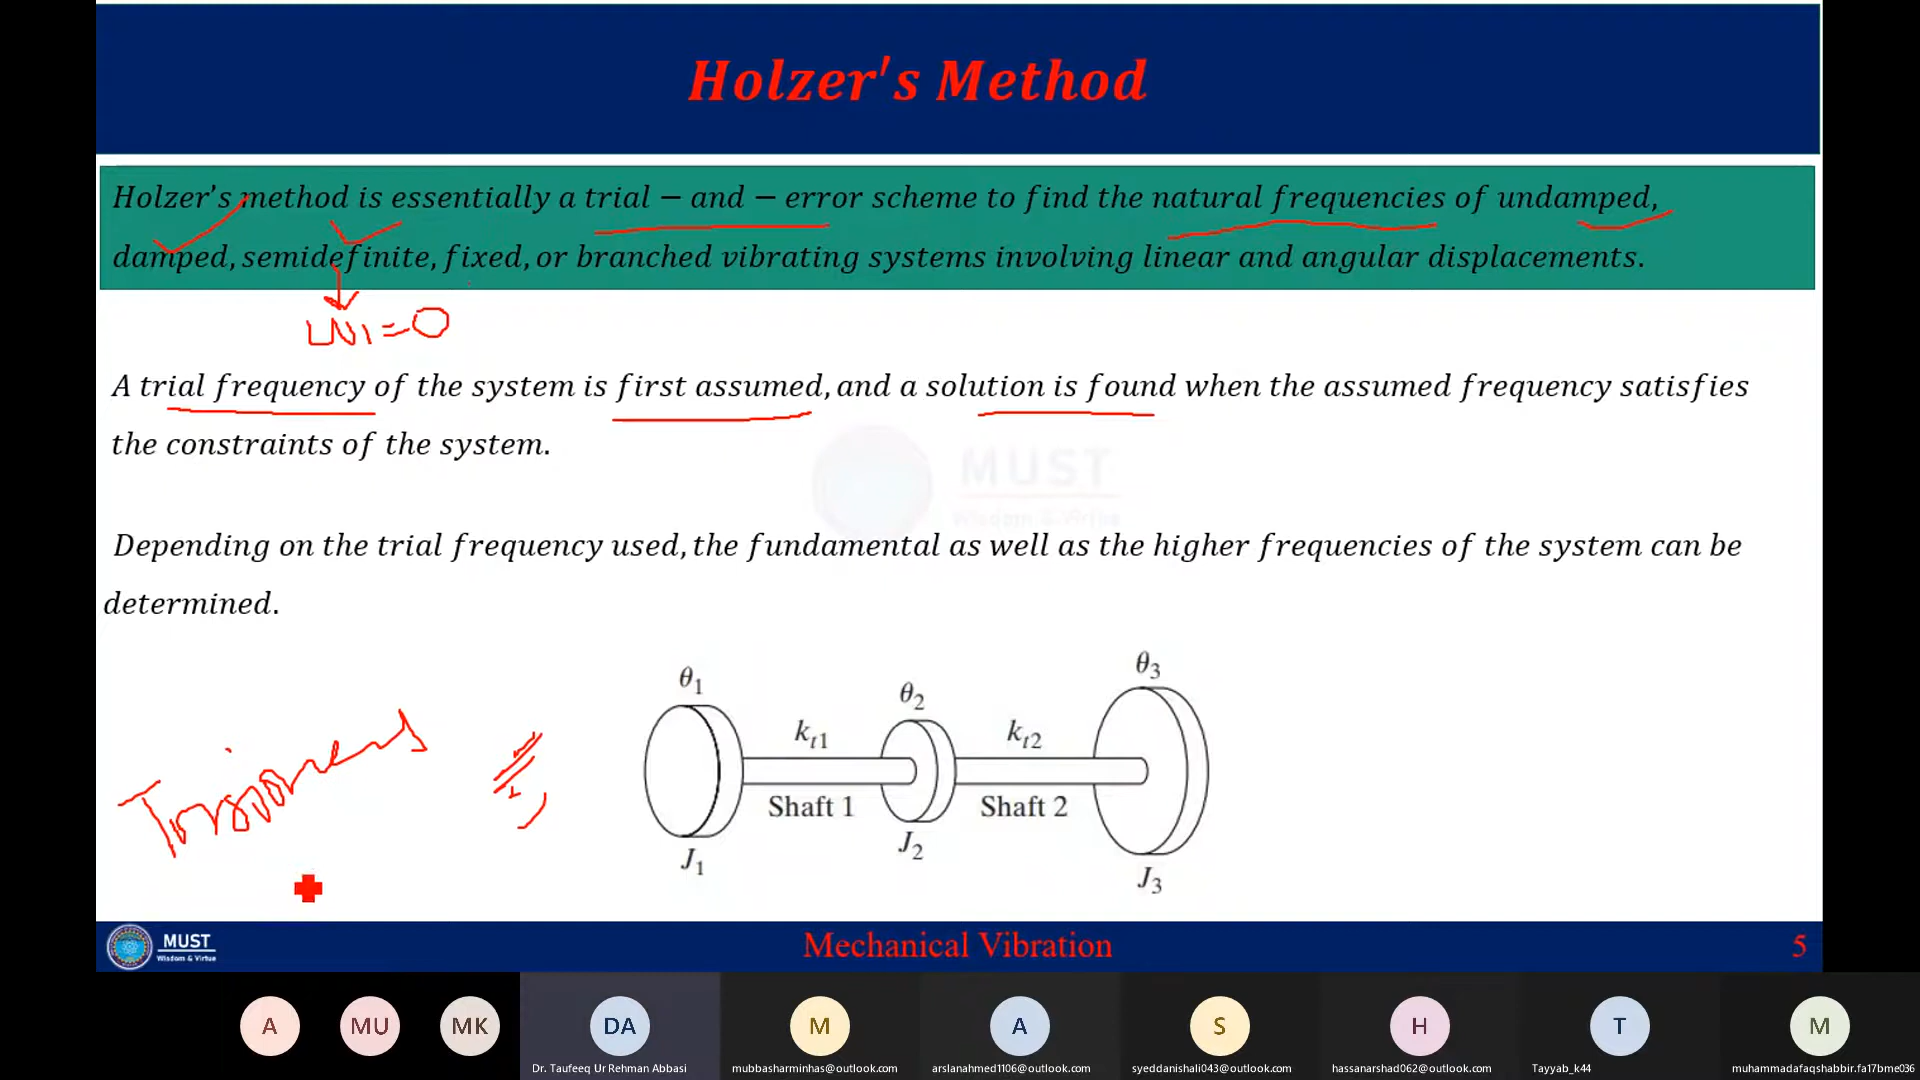 Holzer's Method
Holzer's method is essentially a trial − and − error scheme to find the natural frequencies of undamped,
damped, semidefinite, fixed, or branched vibrating systems involving linear and angular displacements.
ω1=0
A trial frequency of the system is first assumed, and a solution is found when the assumed frequency satisfies
the constraints of the system.
MUST
Wisdom & Virtue
Depending on the trial frequency used, the fundamental as well as the higher frequencies of the system can be
determined.
θ1 θ2 θ3
kt1 kt2
Shaft 1 Shaft 2
J1 J2 J3
MUST
Wisdom & Virtue
Mechanical Vibration
5
A MU MK DA M A S H T M
Dr. Taufeeq Ur Rehman Abbasi mubbasharminhas@outlook.com arslanahmed1106@outlook.com syeddanishali043@outlook.com hassanarshad062@outlook.com Tayyab_k44 muhammadafaqshabbir.fa17bme036